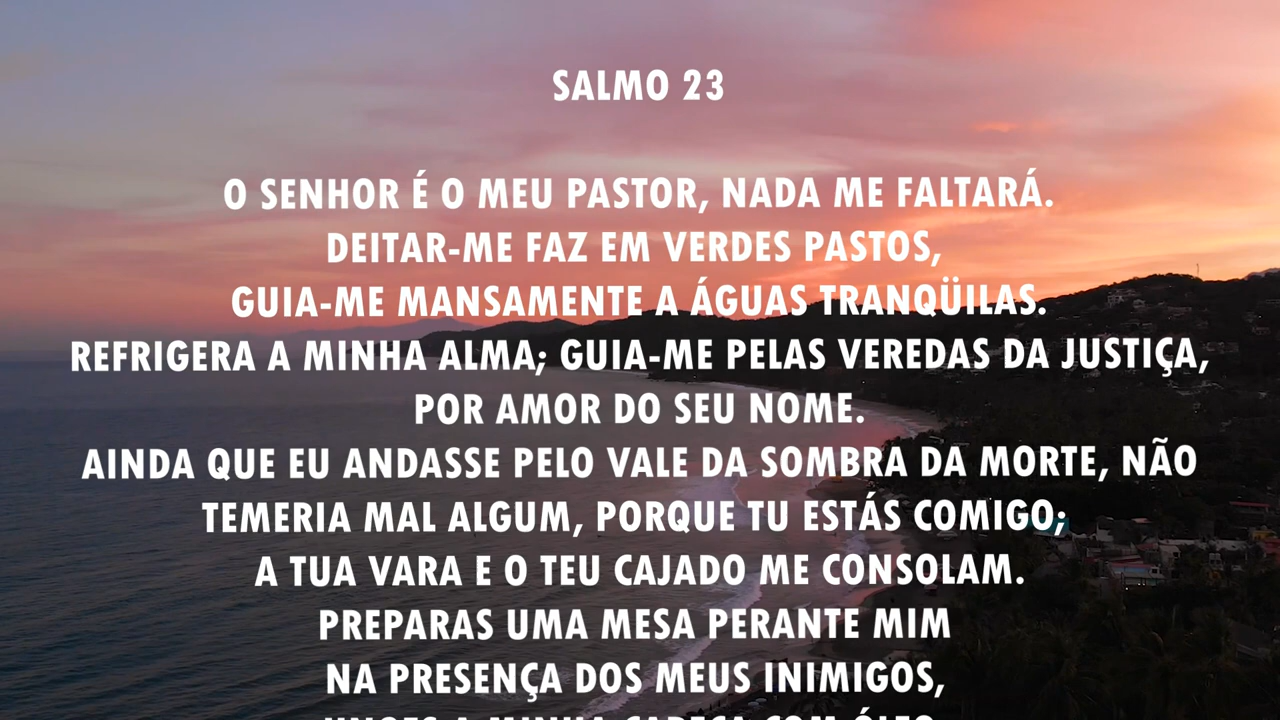 SALMO 23
O SENHOR É O MEU PASTOR, NADA ME FALTARÁ.
DEITAR-ME FAZ EM VERDES PASTOS,
GUIA-ME MANSAMENTE A ÁGUAS TRANQÜILAS.
REFRIGERA A MINHA ALMA; GUIA-ME PELAS VEREDAS DA JUSTIÇA,
POR AMOR DO SEU NOME.
AINDA QUE EU ANDASSE PELO VALE DA SOMBRA DA MORTE, NÃO
TEMERIA MAL ALGUM, PORQUE TU ESTÁS COMIGO;
A TUA VARA E O TEU CAJADO ME CONSOLAM.
PREPARAS UMA MESA PERANTE MIM
NA PRESENÇA DOS MEUS INIMIGOS,